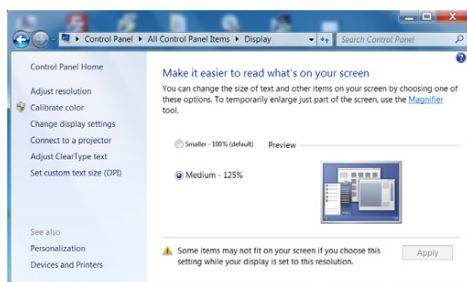 Control Panel ▸ All Control Panel Items ▸ Display
Search Control Panel
Control Panel Home
Adjust resolution
Calibrate color
Change display settings
Connect to a projector
Adjust ClearType text
Set custom text size (DPI)
See also
Personalization
Devices and Printers
Make it easier to read what's on your screen
You can change the size of text and other items on your screen by choosing one of
these options. To temporarily enlarge just part of the screen, use the Magnifier
tool.
Smaller - 100% (default)
Preview
Medium - 125%
Some items may not fit on your screen if you choose this
setting while your display is set to this resolution.
Apply